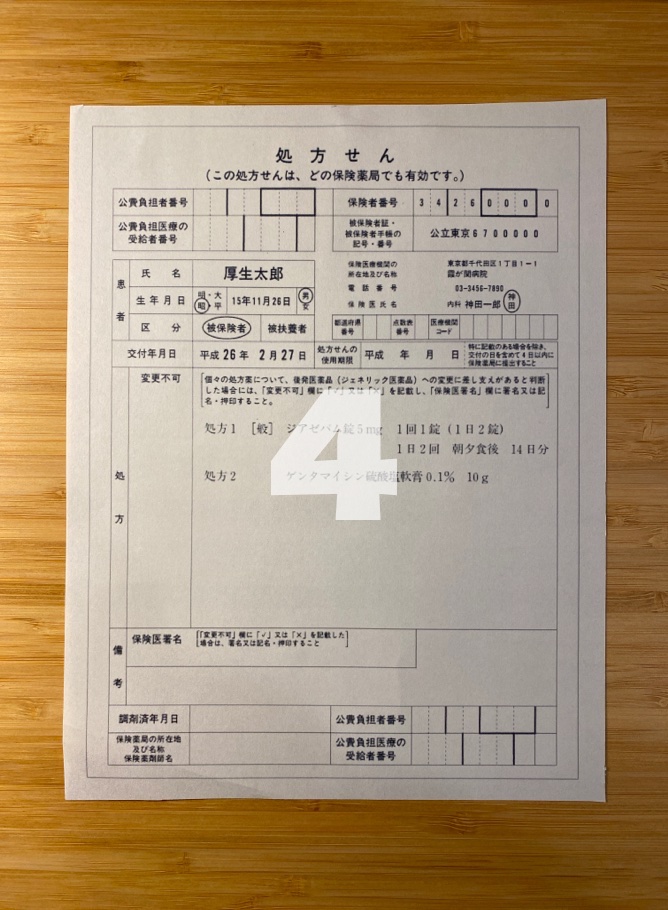 処方せん
(この処方せんは、どの保険薬局でも有効です。)
公費負担者番号
保険者番号 3 4 2 6 0 0 0 0
公費負担医療の
受給者番号
被保険者証・
被保険者手帳の
記号・番号
公立東京6700000
患者
氏名 厚生太郎
生年月日 明・大 昭・平 15年11月26日 男 女
区分 被保険者 被扶養者
保険医療機関の
所在地及び名称
東京都千代田区1丁目1-1
霞が関病院
電話番号 03-3456-7890
保険医氏名 内科 神田一郎 神田
都道府県
番号
点数表
番号
医療機関
コード
交付年月日 平成26年2月27日
処方せんの
使用期限
平成 年 月 日
特に記載のある場合を除き、
交付の日を含めて4日以内に
保険薬局に提出すること。
処方
変更不可
個々の処方薬について、後発医薬品(ジェネリック医薬品)への変更に差し支えがあると判断
した場合には、「変更不可」欄に「✓」又は「×」を記載し、「保険医署名」欄に署名又は記
名・押印すること。
処方1 [般] ジアゼパム錠5mg 1回1錠(1日2錠)
1日2回 朝夕食後 14日分
処方2 ゲンタマイシン硫酸塩軟膏0.1% 10g
4
備考
保険医署名
「変更不可」欄に「✓」又は「×」を記載した
場合は、署名又は記名・押印すること
調剤済年月日
公費負担者番号
保険薬局の所在地
及び名称
保険薬剤師名
公費負担医療の
受給者番号